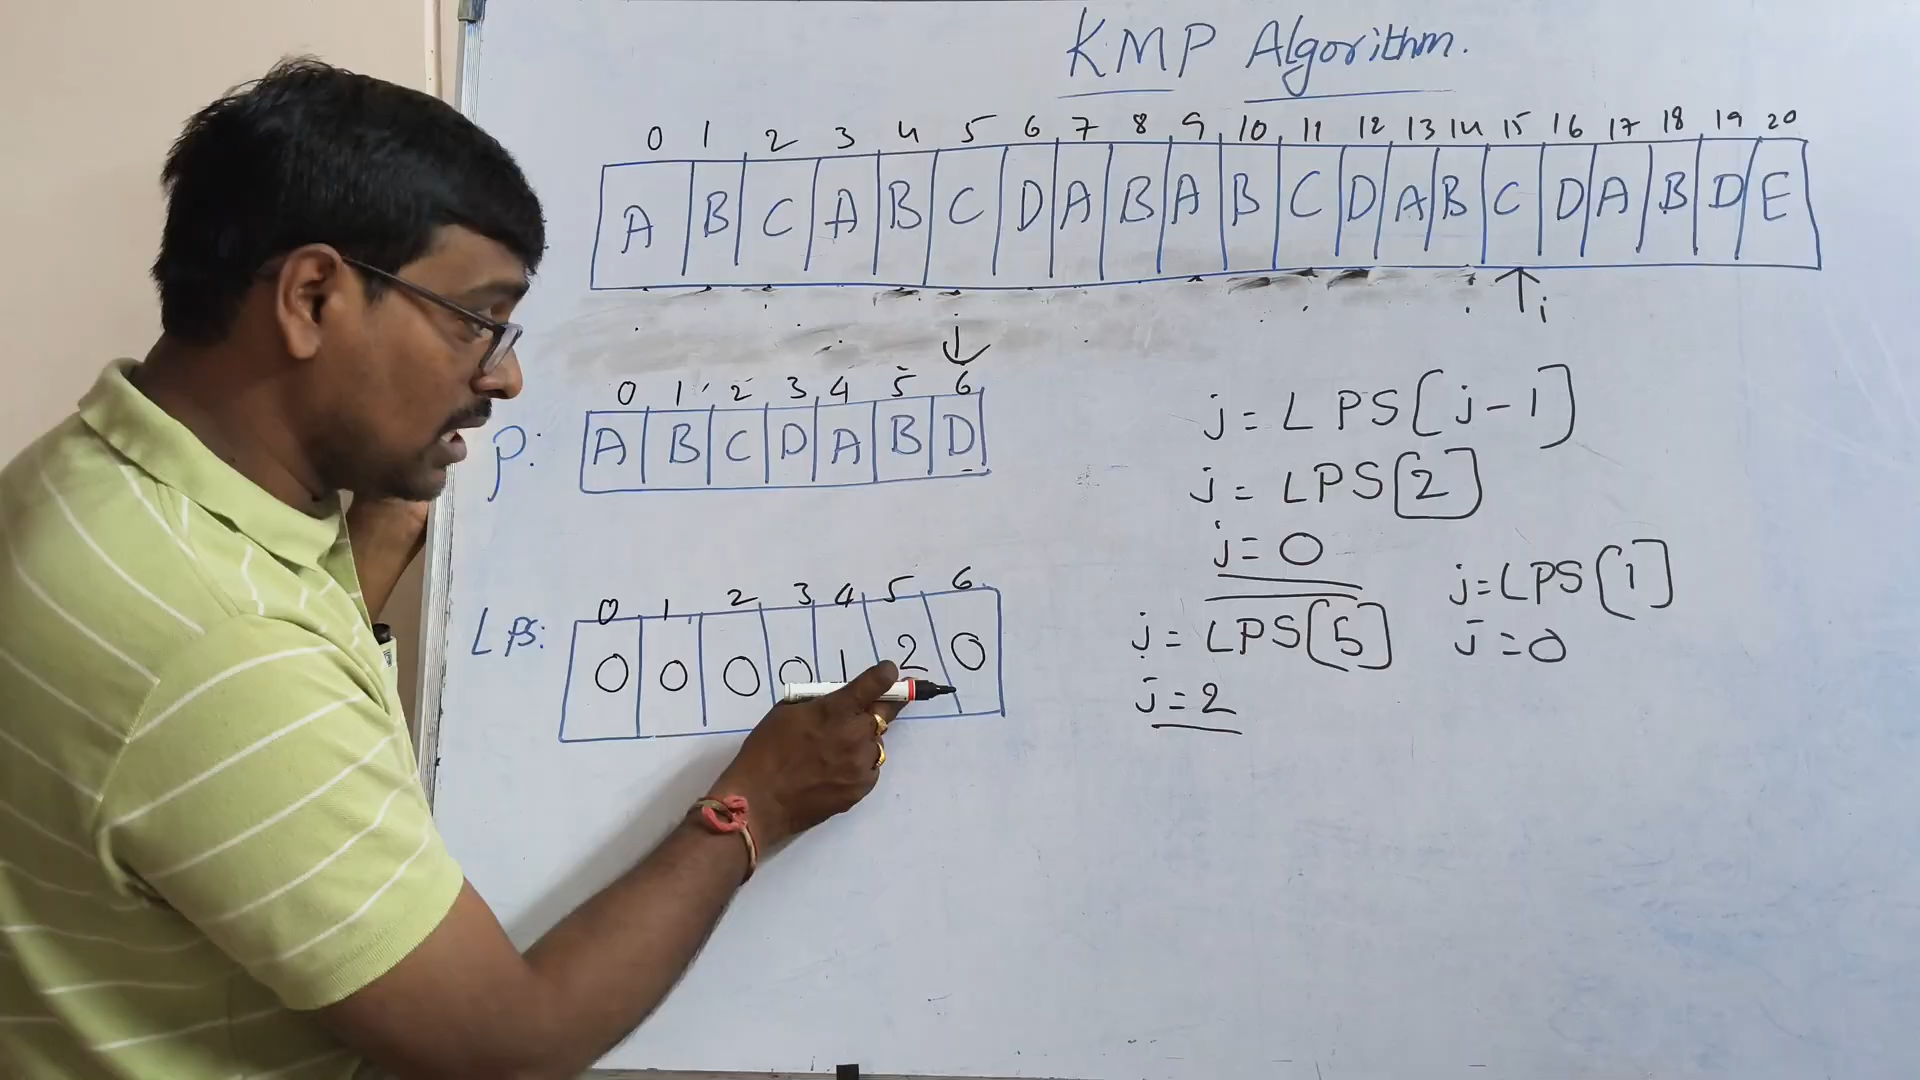 KMP Algorithm.
0 1 2 3 4 5 6 7 8 9 10 11 12 13 14 15 16 17 18 19 20
A B C A B C D A B A B C D A B C D A B D E
i
0 1 2 3 4 5 6
P: A B C D A B D
j = LPS[j-1]
j = LPS[2]
j = 0
0 1 2 3 4 5 6
LPS: 0 0 0 0 1 2 0
j = LPS[5]
j = 2
j = LPS[1]
j = 0